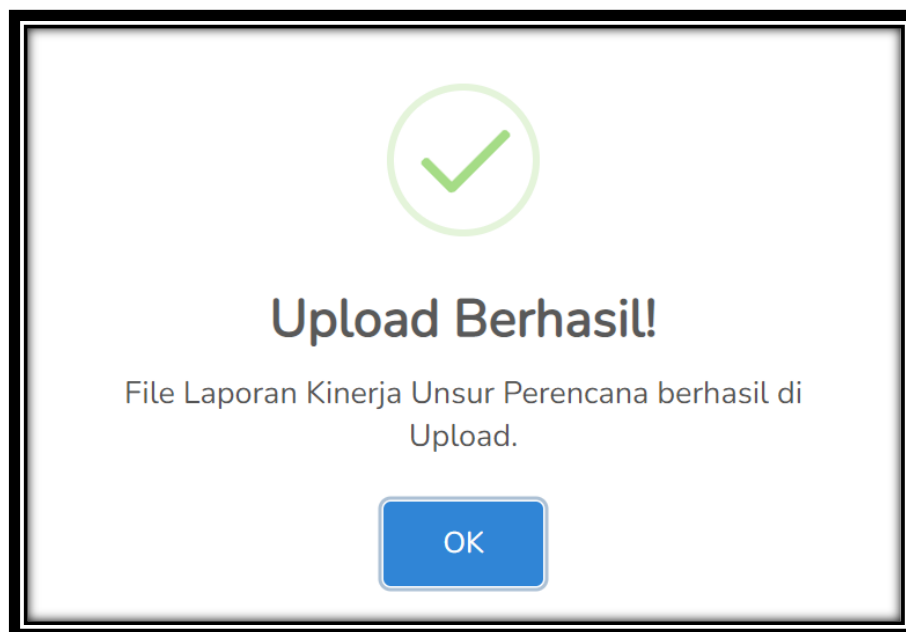 Upload Berhasil!
File Laporan Kinerja Unsur Perencana berhasil di
Upload.
OK